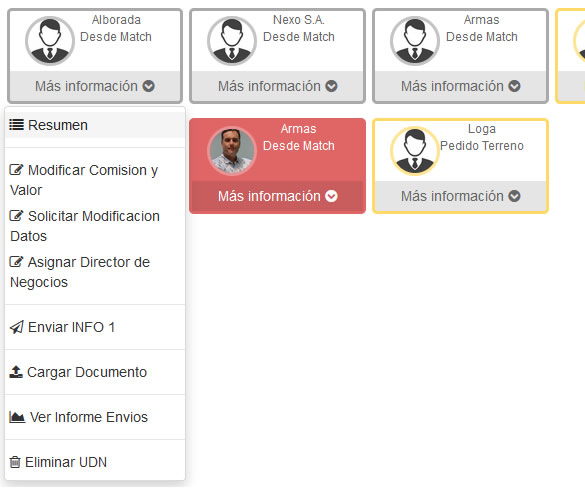 Alborada
Desde Match
Más información
Nexo S.A.
Desde Match
Más información
Armas
Desde Match
Más información
Resumen
Modificar Comision y
Valor
Solicitar Modificacion
Datos
Asignar Director de
Negocios
Enviar INFO 1
Cargar Documento
Ver Informe Envios
Eliminar UDN
Armas
Desde Match
Más información
Loga
Pedido Terreno
Más información